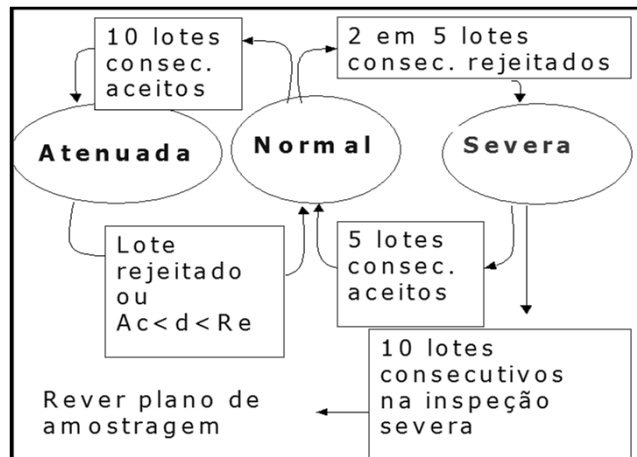 10 lotes
consec.
aceitos
2 em 5 lotes
consec. rejeitados
Atenuada
Normal
Severa
Lote
rejeitado
ou
Ac<d<Re
5 lotes
consec.
aceitos
10 lotes
consecutivos
na inspeção
severa
Rever plano de
amostragem